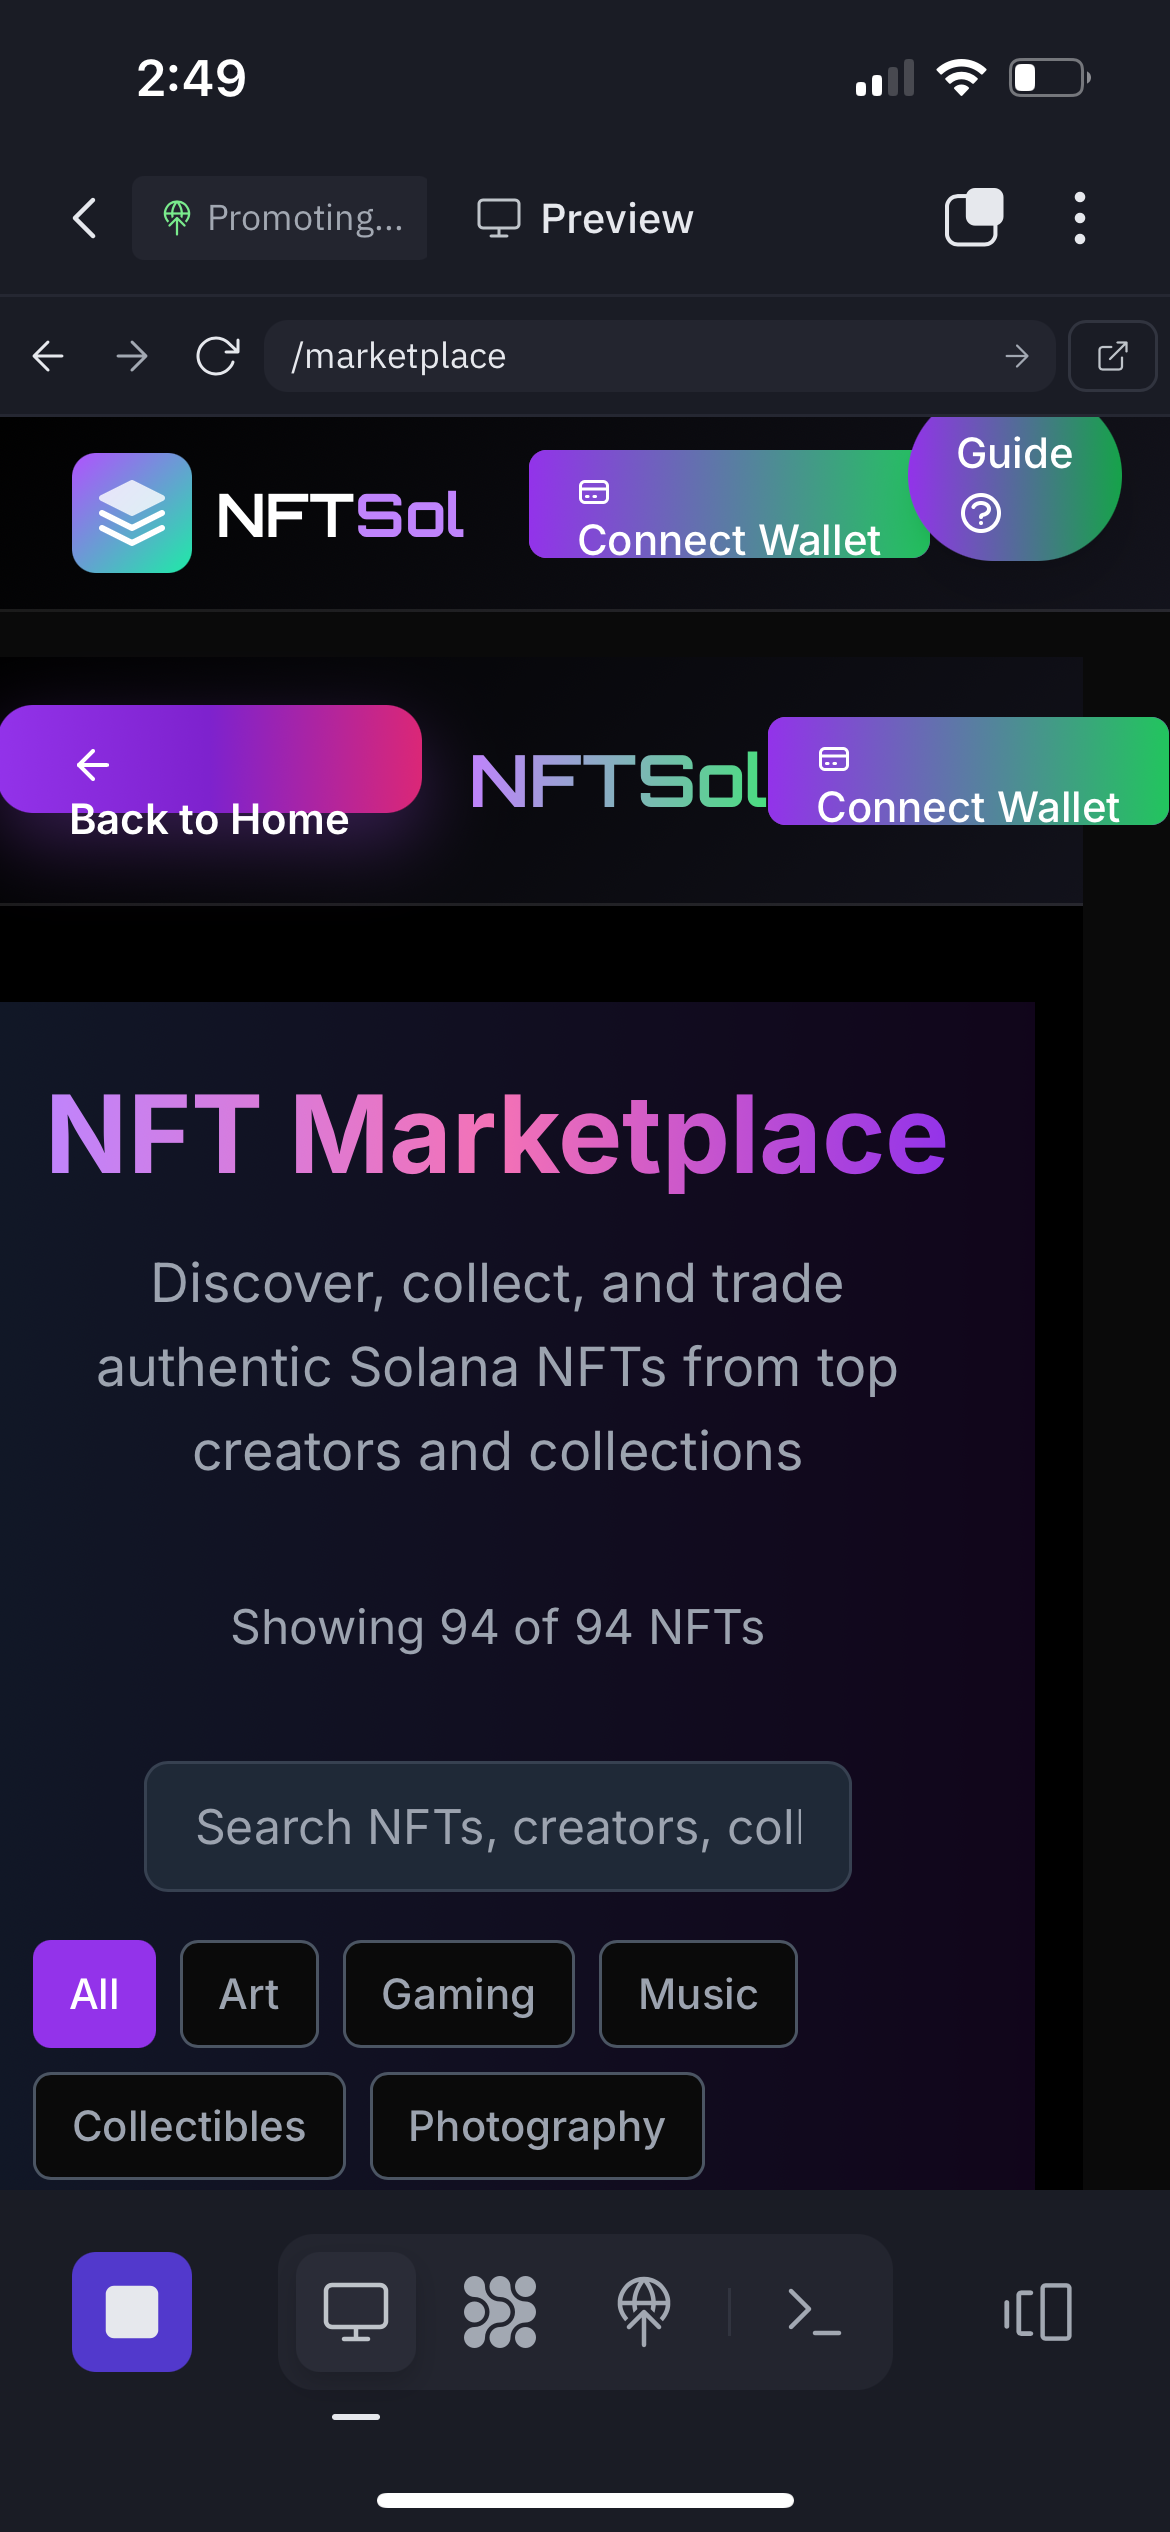 2:49
Promoting...
Preview
/marketplace
NFTSol
Connect Wallet
Guide
Back to Home
NFTSol
Connect Wallet
NFT Marketplace
Discover, collect, and trade
authentic Solana NFTs from top
creators and collections
Showing 94 of 94 NFTs
Search NFTs, creators, coll
All
Art
Gaming
Music
Collectibles
Photography